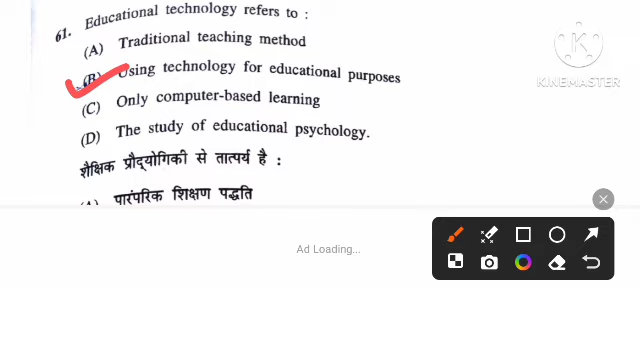 61. Educational technology refers to :
(A) Traditional teaching method
(B) Using technology for educational purposes
(C) Only computer-based learning
(D) The study of educational psychology.
शैक्षिक प्रौद्योगिकी से तात्पर्य है :
(A) पारंपरिक शिक्षण पद्धति
KINEMASTER
Ad Loading...